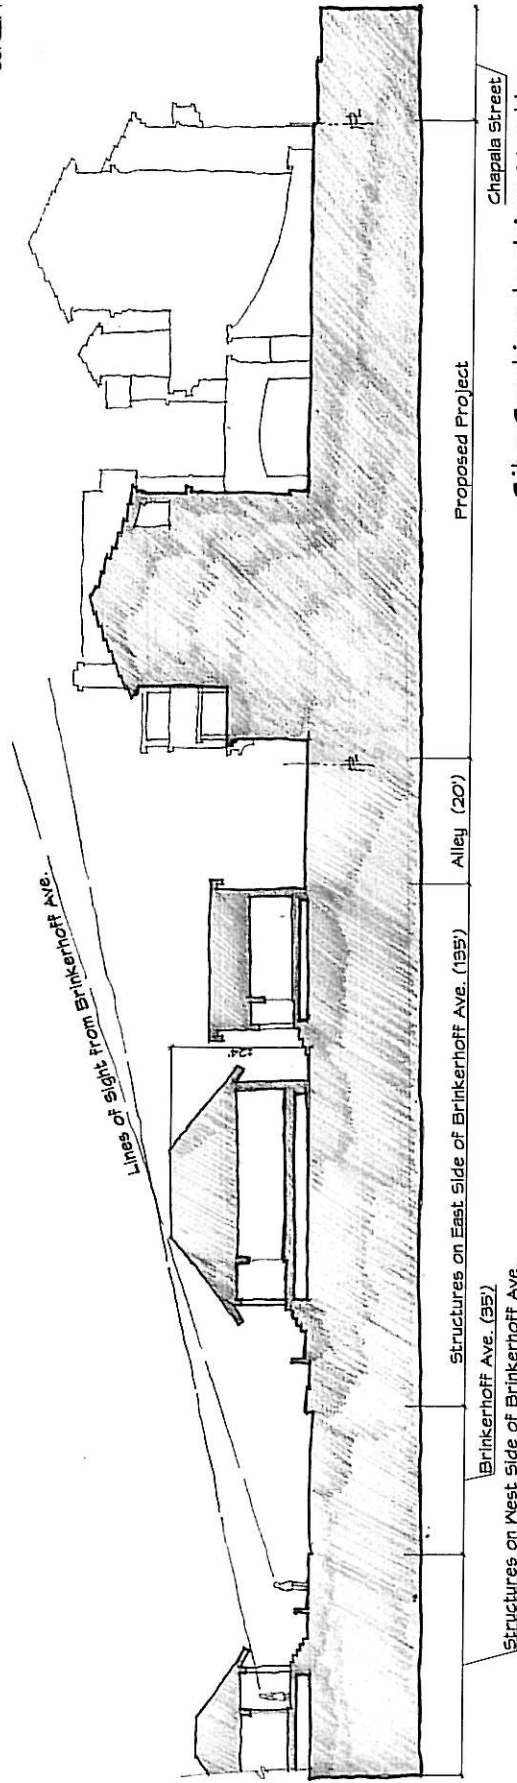 Lines of Sight from Brinkerhoff Ave.
±24'
Structures on West Side of Brinkerhoff Ave.
Brinkerhoff Ave. (35')
Structures on East Side of Brinkerhoff Ave. (135')
Alley (20')
Proposed Project
Chapala Street